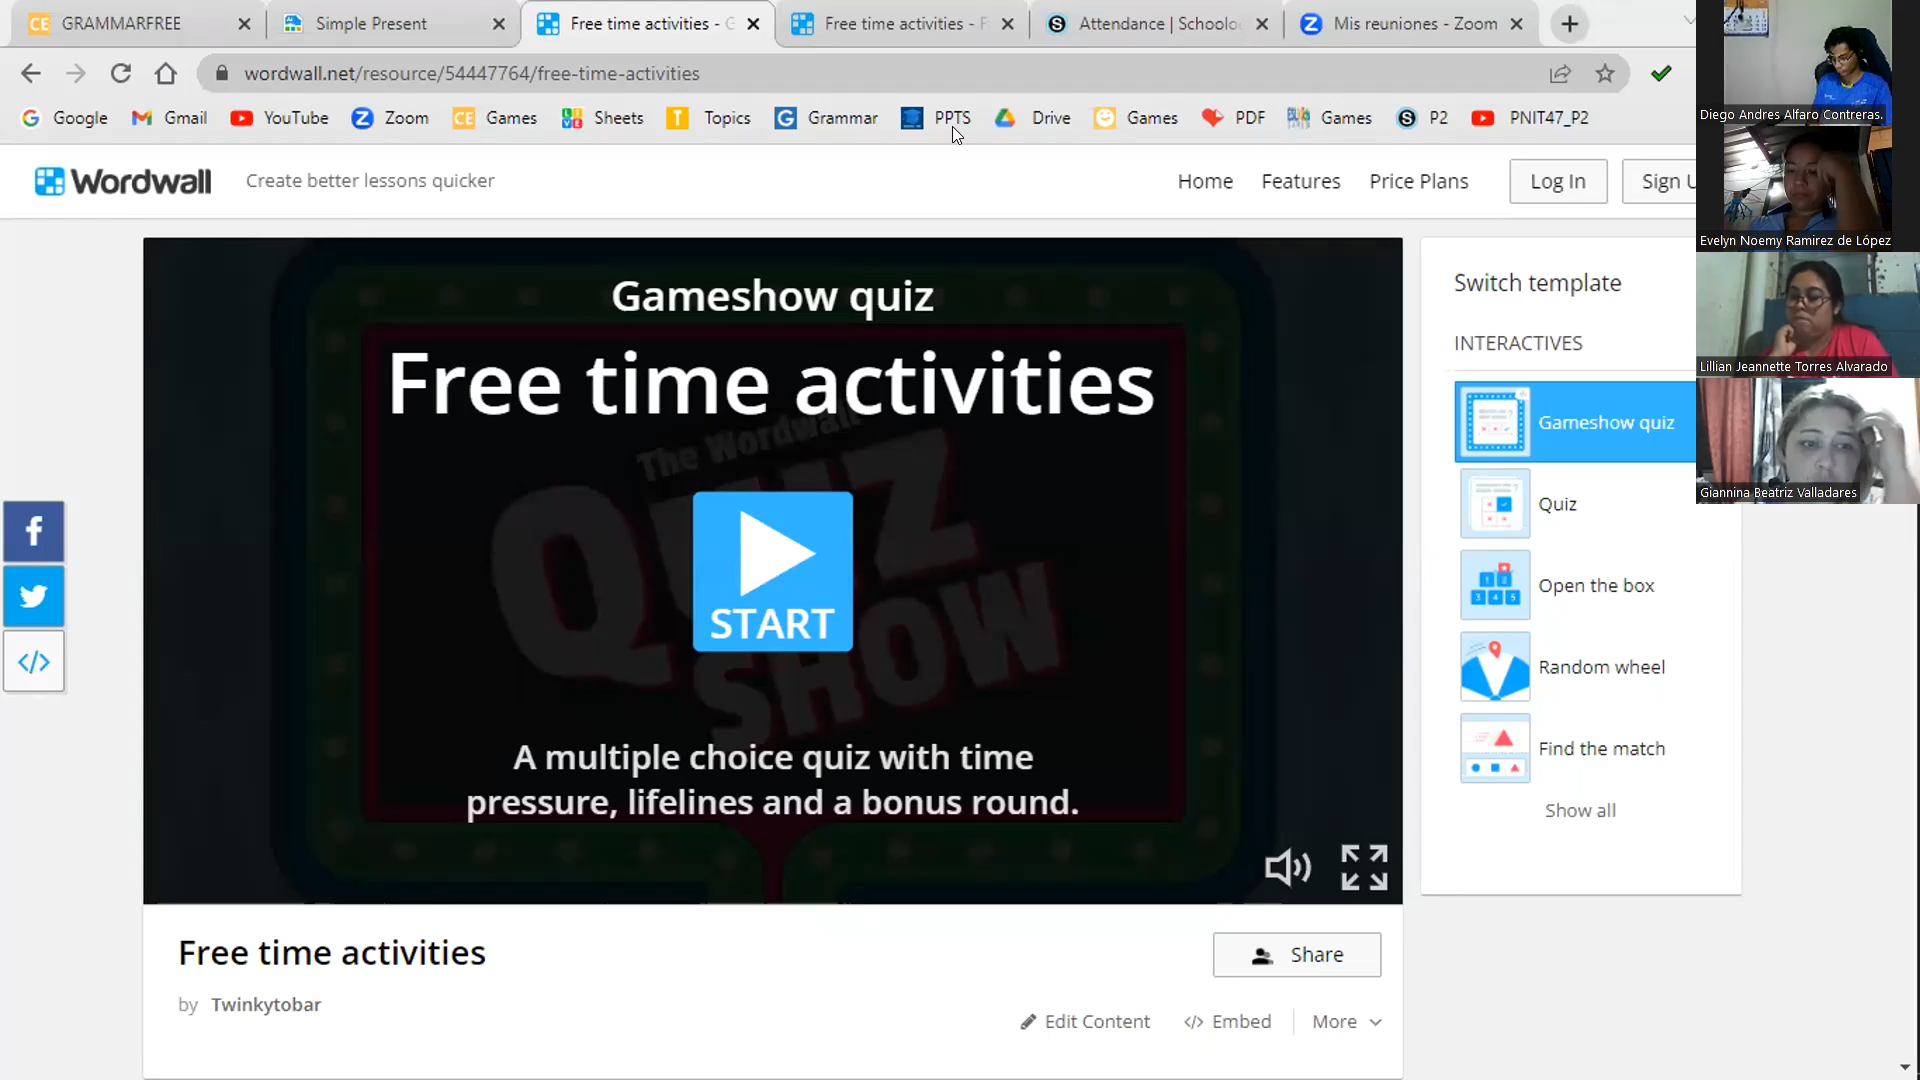 GRAMMARFREE
Simple Present
Free time activities - G
Free time activities - F
Attendance | Schoolo
Mis reuniones - Zoom
wordwall.net/resource/54447764/free-time-activities
Google
Gmail
YouTube
Zoom
CE Games
Sheets
Topics
Grammar
PPTS
Drive
Games
PDF
Games
P2
PNIT47_P2
Wordwall
Create better lessons quicker
Home
Features
Price Plans
Log In
Sign U
Diego Andres Alfaro Contreras.
Evelyn Noemy Ramirez de López
Lillian Jeannette Torres Alvarado
Giannina Beatriz Valladares
Gameshow quiz
Free time activities
The Wordwall
QUIZ
SHOW
START
A multiple choice quiz with time
pressure, lifelines and a bonus round.
Switch template
INTERACTIVES
Gameshow quiz
Quiz
Open the box
Random wheel
Find the match
Show all
Free time activities
by Twinkytobar
Share
Edit Content
Embed
More